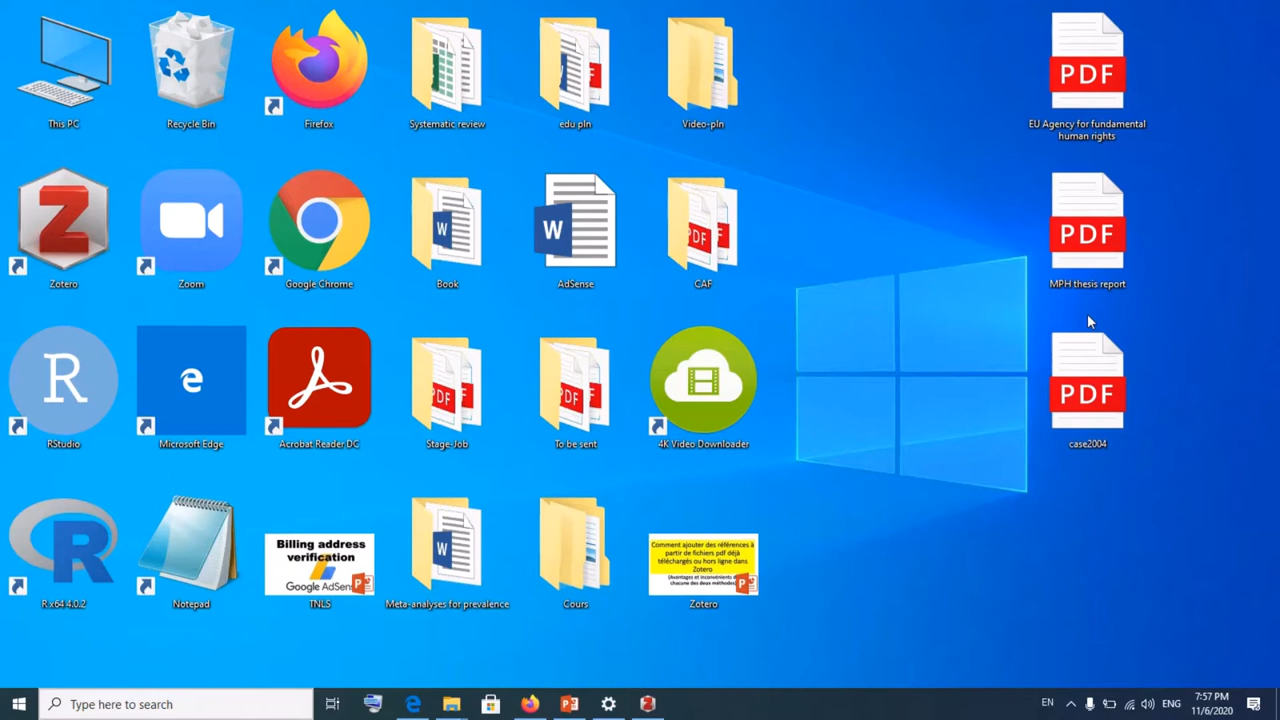 This PC
Recycle Bin
Firefox
Systematic review
edu pln
Video-pln
PDF
EU Agency for fundamental
human rights
Z
Zotero
Zoom
Google Chrome
W
Book
W
AdSense
PDF
CAF
PDF
MPH thesis report
R
RStudio
e
Microsoft Edge
Acrobat Reader DC
PDF
Stage-Job
PDF
To be sent
4K Video Downloader
PDF
case2004
R
R x64 4.0.2
Notepad
Billing address
verification
Google AdSen
TNLS
W
Meta-analyses for prevalence
Cours
Comment ajouter des références à
partir de fichiers pdf déjà
téléchargés ou hors ligne dans
Zotero
(Avantages et inconvénients de
chacune des deux méthodes)
Zotero
Type here to search
EN
ENG
7:57 PM
11/6/2020